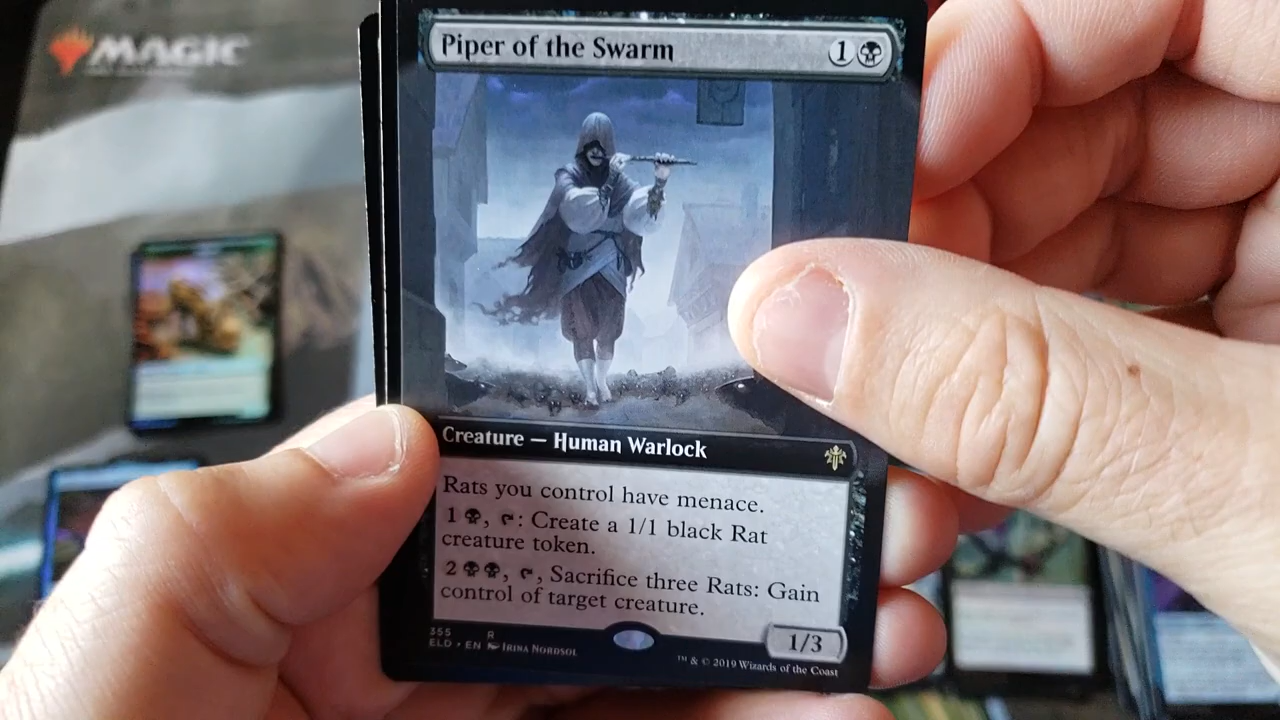 MAGIC
Piper of the Swarm 1
Creature — Human Warlock
Rats you control have menace.
1 , : Create a 1/1 black Rat
creature token.
2 , , Sacrifice three Rats: Gain
control of target creature.
1/3
355 R
ELD • EN Irina Nordsol
™ & © 2019 Wizards of the Coast